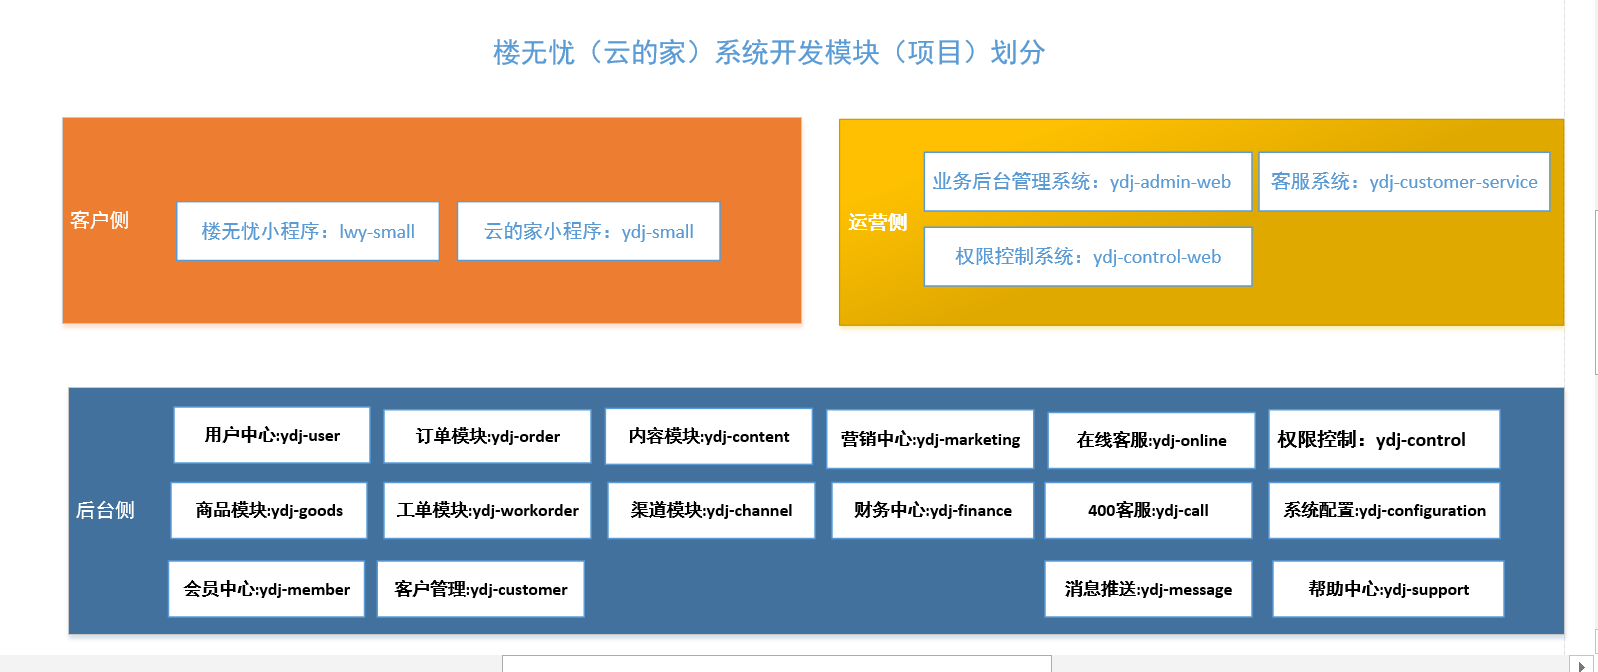 楼无忧（云的家）系统开发模块（项目）划分
客户侧
楼无忧小程序：lwy-small
云的家小程序：ydj-small
运营侧
业务后台管理系统：ydj-admin-web
客服系统：ydj-customer-service
权限控制系统：ydj-control-web
后台侧
用户中心:ydj-user
订单模块:ydj-order
内容模块:ydj-content
营销中心:ydj-marketing
在线客服:ydj-online
权限控制：ydj-control
商品模块:ydj-goods
工单模块:ydj-workorder
渠道模块:ydj-channel
财务中心:ydj-finance
400客服:ydj-call
系统配置:ydj-configuration
会员中心:ydj-member
客户管理:ydj-customer
消息推送:ydj-message
帮助中心:ydj-support